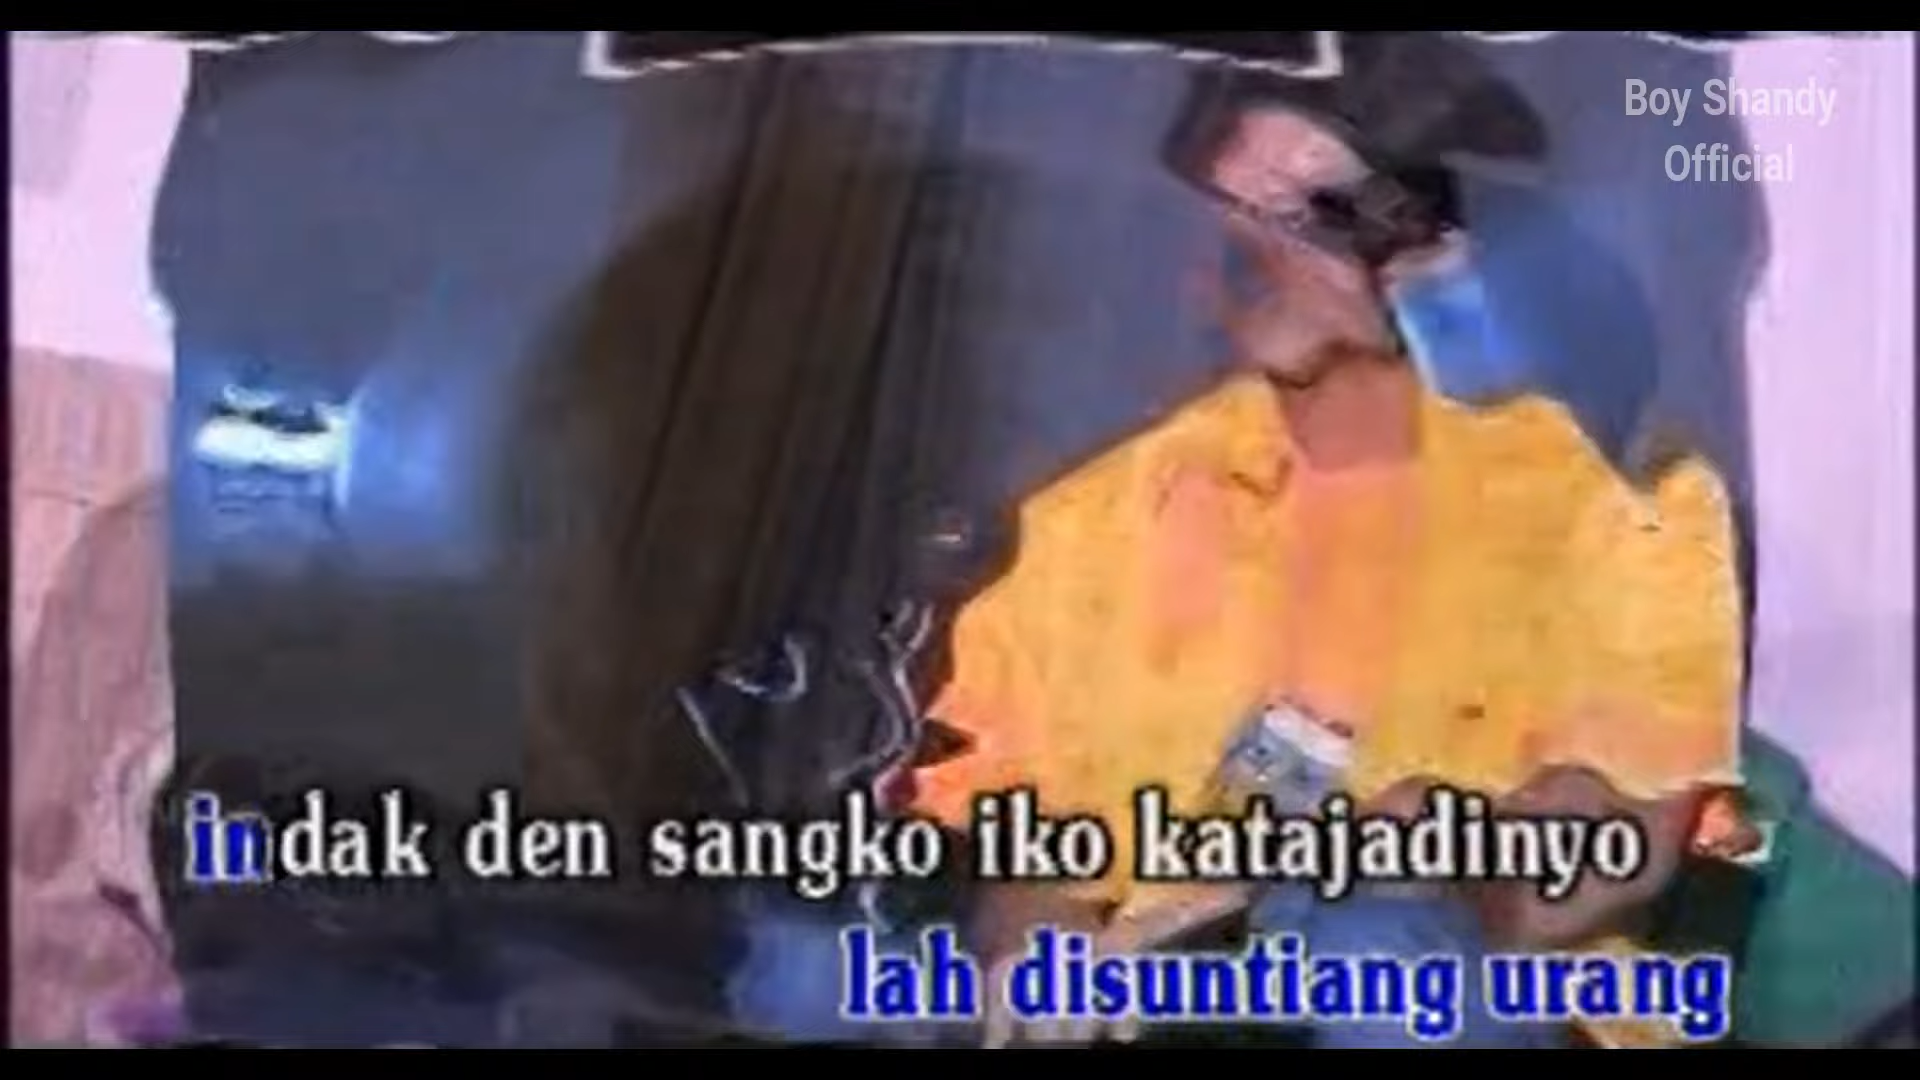 Boy Shandy
Official
indak den sangko iko katajadinyo
lah disuntiang urang